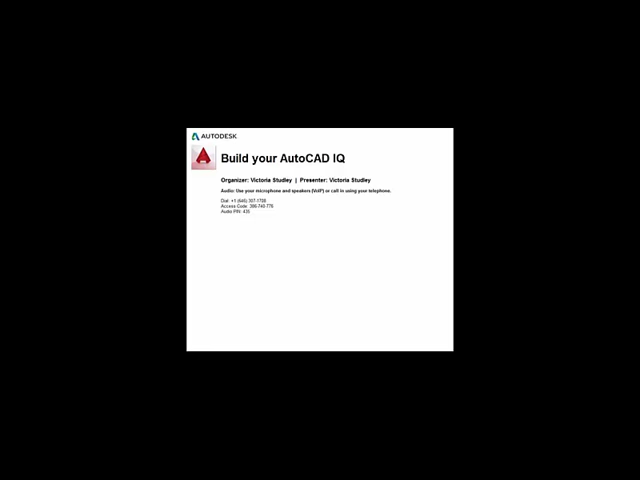 AUTODESK
Build your AutoCAD IQ
Organizer: Victoria Studley | Presenter: Victoria Studley
Audio: Use your microphone and speakers (VoIP) or call in using your telephone.
Dial +1 (646) 307-1708
Access Code 386-740-776
Audio PIN: 435